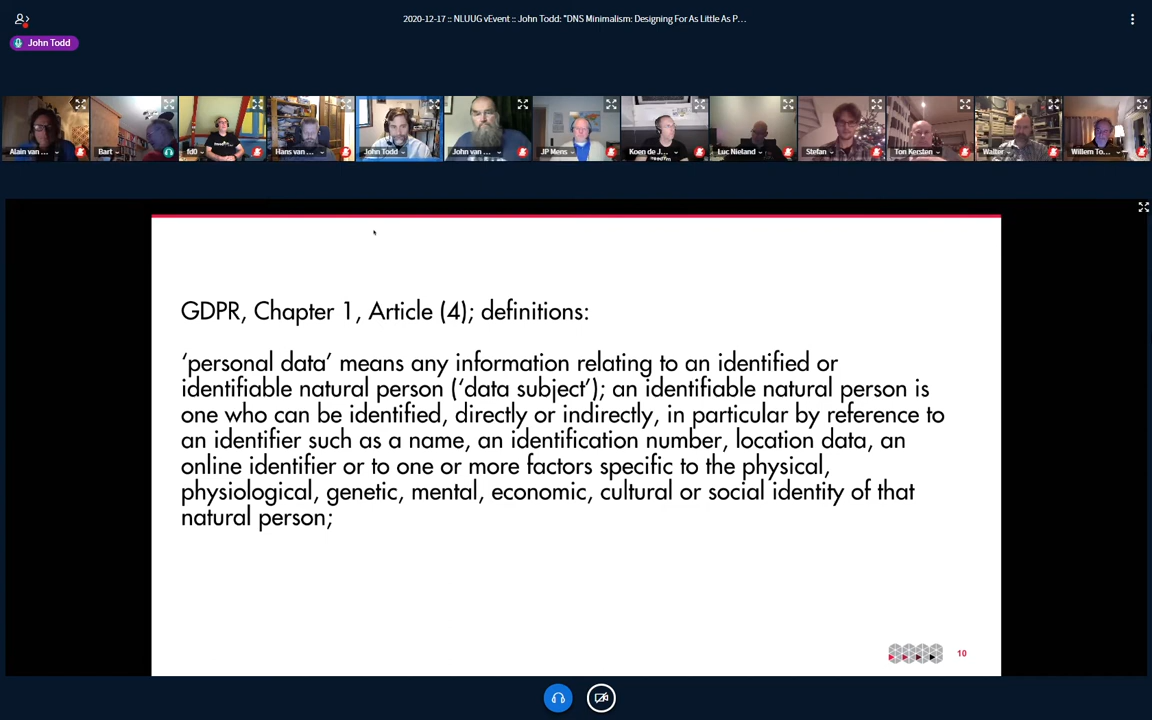 2020-12-17 :: NLUUG vEvent :: John Todd: "DNS Minimalism: Designing For As Little As P...
John Todd
Alain van ...
Bart
fd0
Hans van ...
John Todd
John van ...
JP Mens
Koen de J...
Luc Nieland
Stefan
Ton Kersten
Walter
Willem To...
GDPR, Chapter 1, Article (4); definitions:
‘personal data’ means any information relating to an identified or
identifiable natural person (‘data subject’); an identifiable natural person is
one who can be identified, directly or indirectly, in particular by reference to
an identifier such as a name, an identification number, location data, an
online identifier or to one or more factors specific to the physical,
physiological, genetic, mental, economic, cultural or social identity of that
natural person;
10